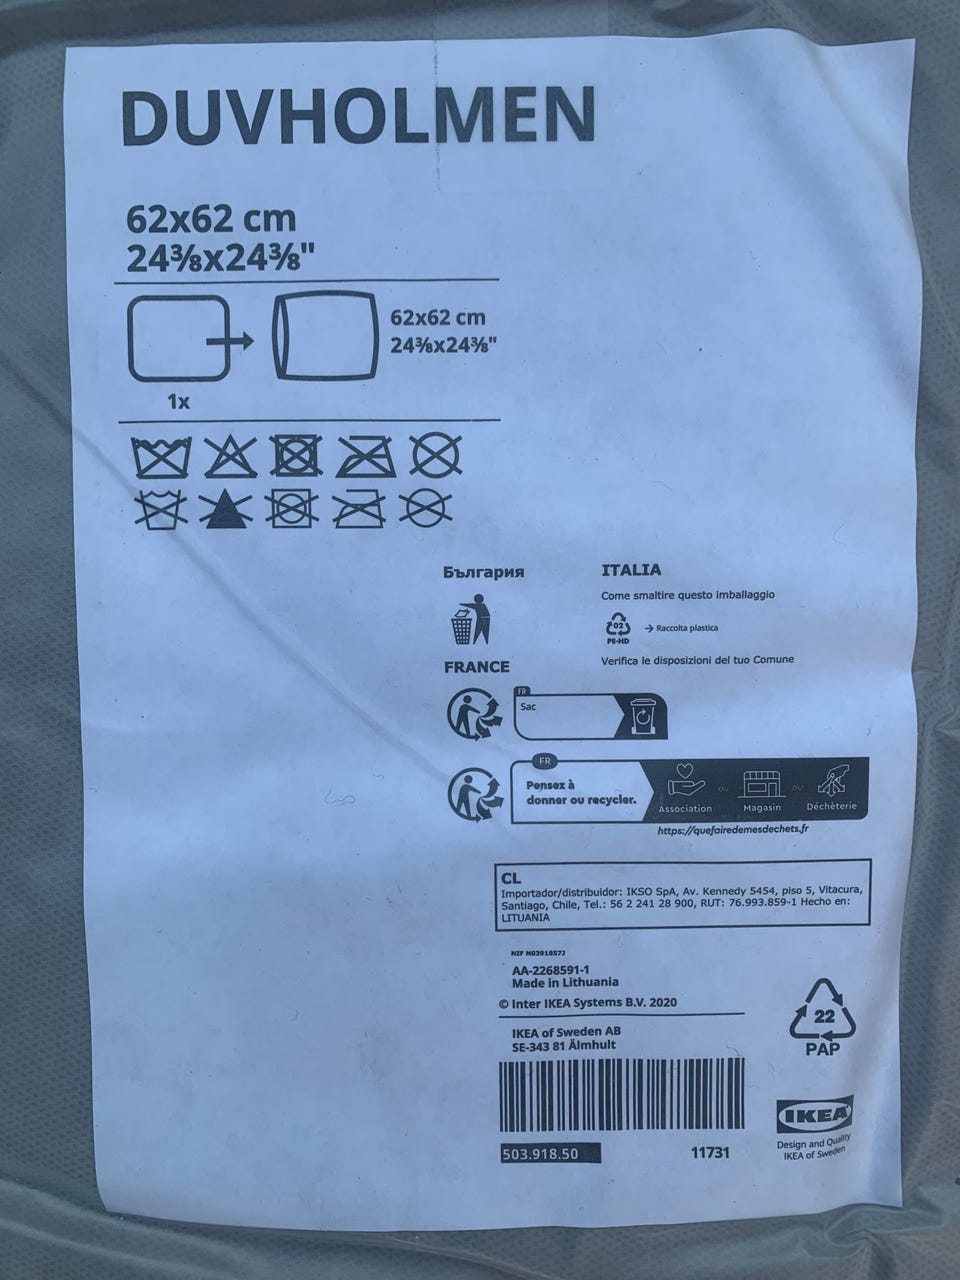 DUVHOLMEN
62x62 cm
24⅜x24⅜"
62x62 cm
24⅜x24⅜"
1x
България
ITALIA
Come smaltire questo imballaggio
02
PE-HD
→ Raccolta plastica
Verifica le disposizioni del tuo Comune
FRANCE
FR
Sac
FR
Pensez à
donner ou recycler.
Association
OU
Magasin
OU
Déchèterie
https://quefairedemesdechets.fr
CL
Importador/distribuidor: IKSO SpA, Av. Kennedy 5454, piso 5, Vitacura,
Santiago, Chile, Tel.: 56 2 241 28 900, RUT: 76.993.859-1 Hecho en:
LITUANIA
NIF N0391857J
AA-2268591-1
Made in Lithuania
© Inter IKEA Systems B.V. 2020
IKEA of Sweden AB
SE-343 81 Älmhult
22
PAP
503.918.50
11731
IKEA
Design and Quality
IKEA of Sweden